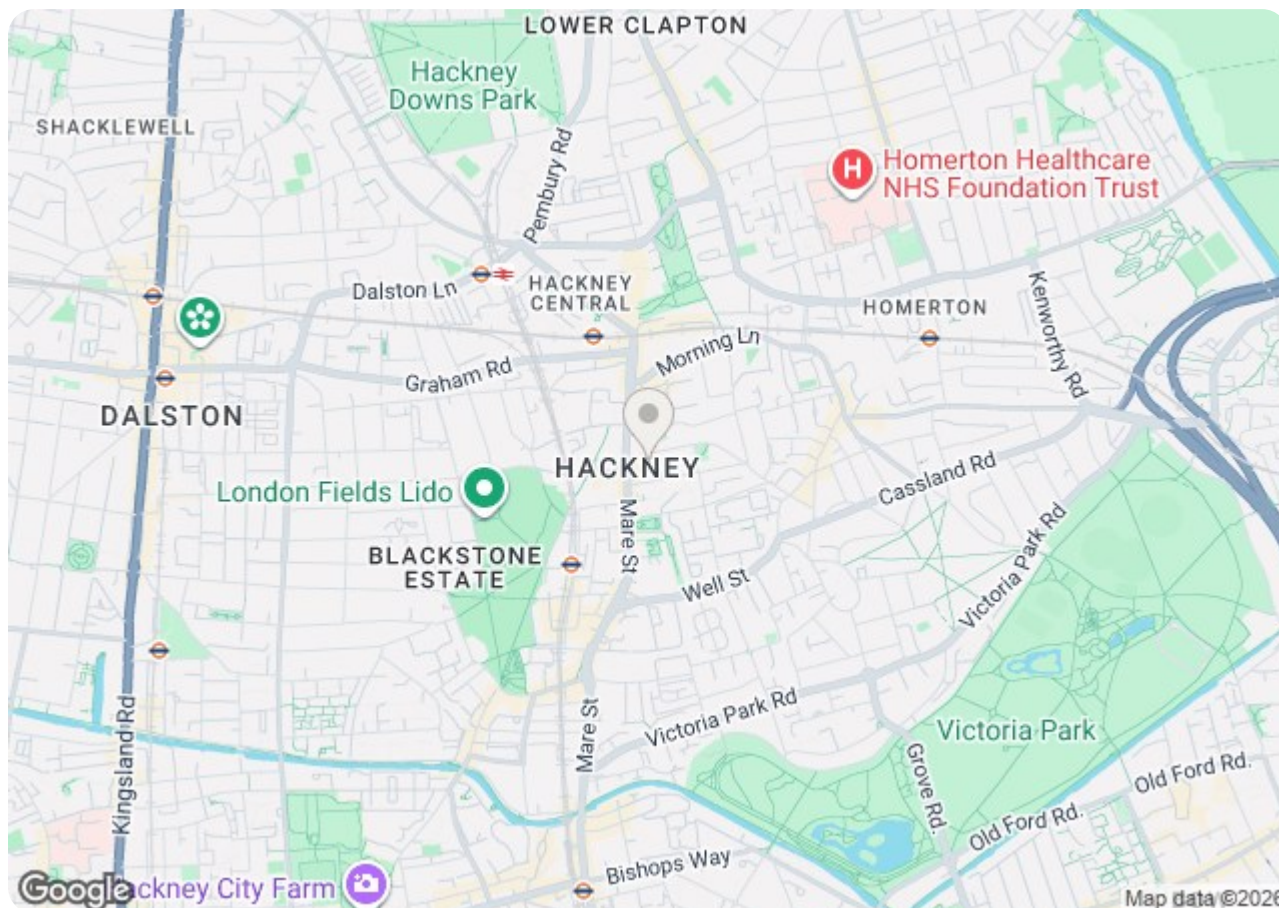 LOWER CLAPTON
Hackney
Downs Park
SHACKLEWELL
Pembury Rd
H
Homerton Healthcare
NHS Foundation Trust
Dalston Ln
HACKNEY
CENTRAL
HOMERTON
Kenworthy Rd
Morning Ln
Graham Rd
DALSTON
HACKNEY
Cassland Rd
London Fields Lido
Mare St
BLACKSTONE
ESTATE
Well St
Victoria Park Rd
Kingsland Rd
Mare St
Victoria Park Rd
Victoria Park
Grove Rd.
Old Ford Rd.
Old Ford Rd.
Bishops Way
Google
ackney City Farm
Map data ©2026